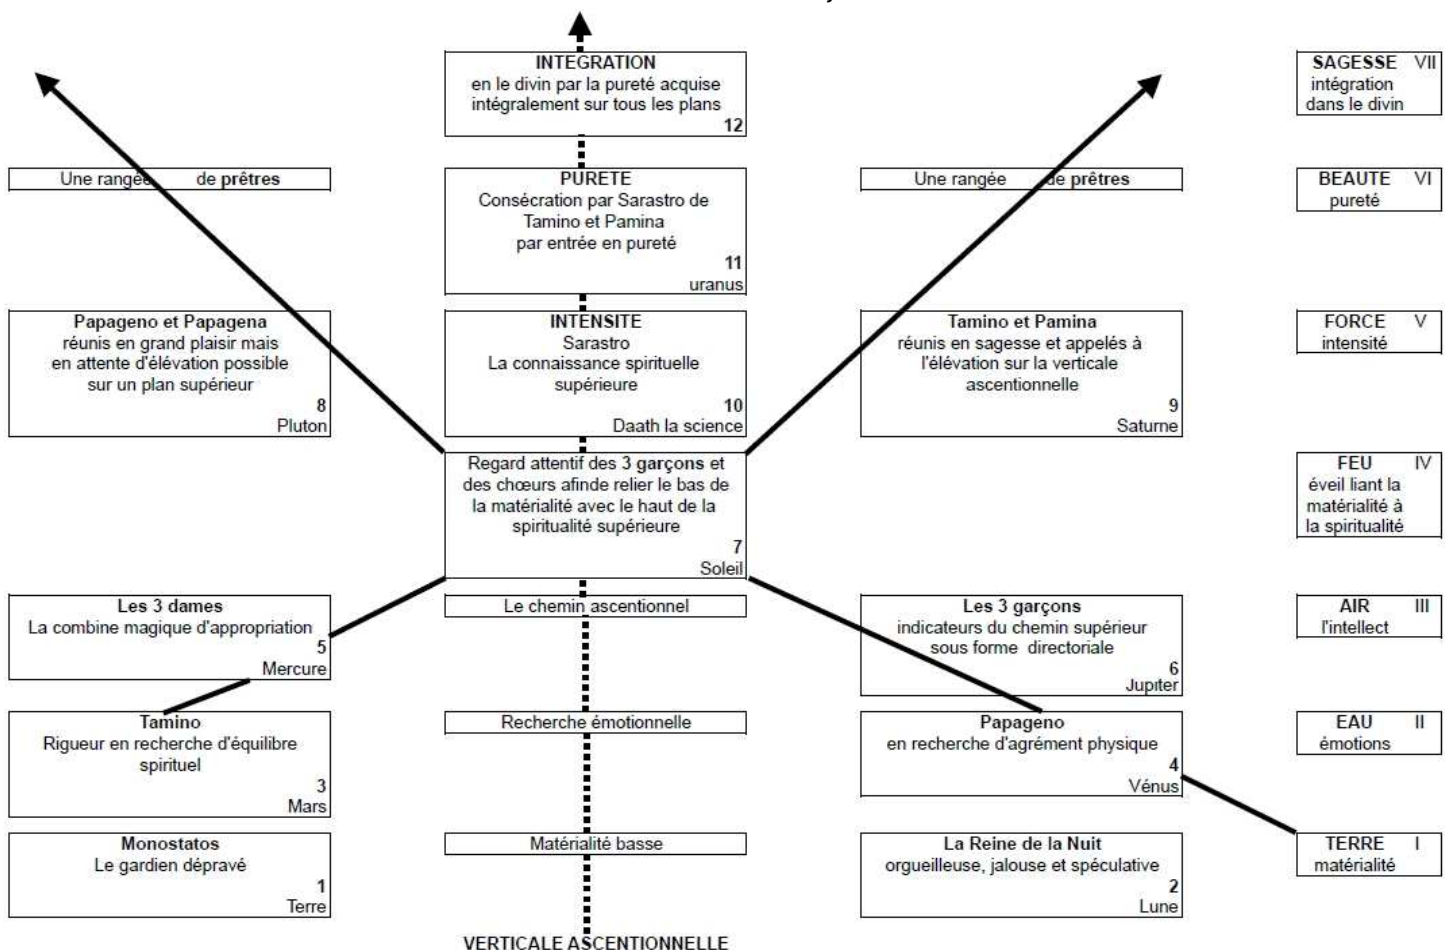 INTEGRATION
en le divin par la pureté acquise
intégralement sur tous les plans
12
SAGESSE VII
intégration
dans le divin
Une rangée de prêtres
PURETE
Consécration par Sarastro de
Tamino et Pamina
par entrée en pureté
11
uranus
Une rangée de prêtres
BEAUTE VI
pureté
Papageno et Papagena
réunis en grand plaisir mais
en attente d'élévation possible
sur un plan supérieur
8
Pluton
INTENSITE
Sarastro
La connaissance spirituelle
supérieure
10
Daath la science
Tamino et Pamina
réunis en sagesse et appelés à
l'élévation sur la verticale
ascentionnelle
9
Saturne
FORCE V
intensité
Regard attentif des 3 garçons et
des chœurs afinde relier le bas de
la matérialité avec le haut de la
spiritualité supérieure
7
Soleil
FEU IV
éveil liant la
matérialité à
la spiritualité
Les 3 dames
La combine magique d'appropriation
5
Mercure
Le chemin ascentionnel
Les 3 garçons
indicateurs du chemin supérieur
sous forme directoriale
6
Jupiter
AIR III
l'intellect
Tamino
Rigueur en recherche d'équilibre
spirituel
3
Mars
Recherche émotionnelle
Papageno
en recherche d'agrément physique
4
Vénus
EAU II
émotions
Monostatos
Le gardien dépravé
1
Terre
Matérialité basse
La Reine de la Nuit
orgueilleuse, jalouse et spéculative
2
Lune
TERRE I
matérialité
VERTICALE ASCENTIONNELLE